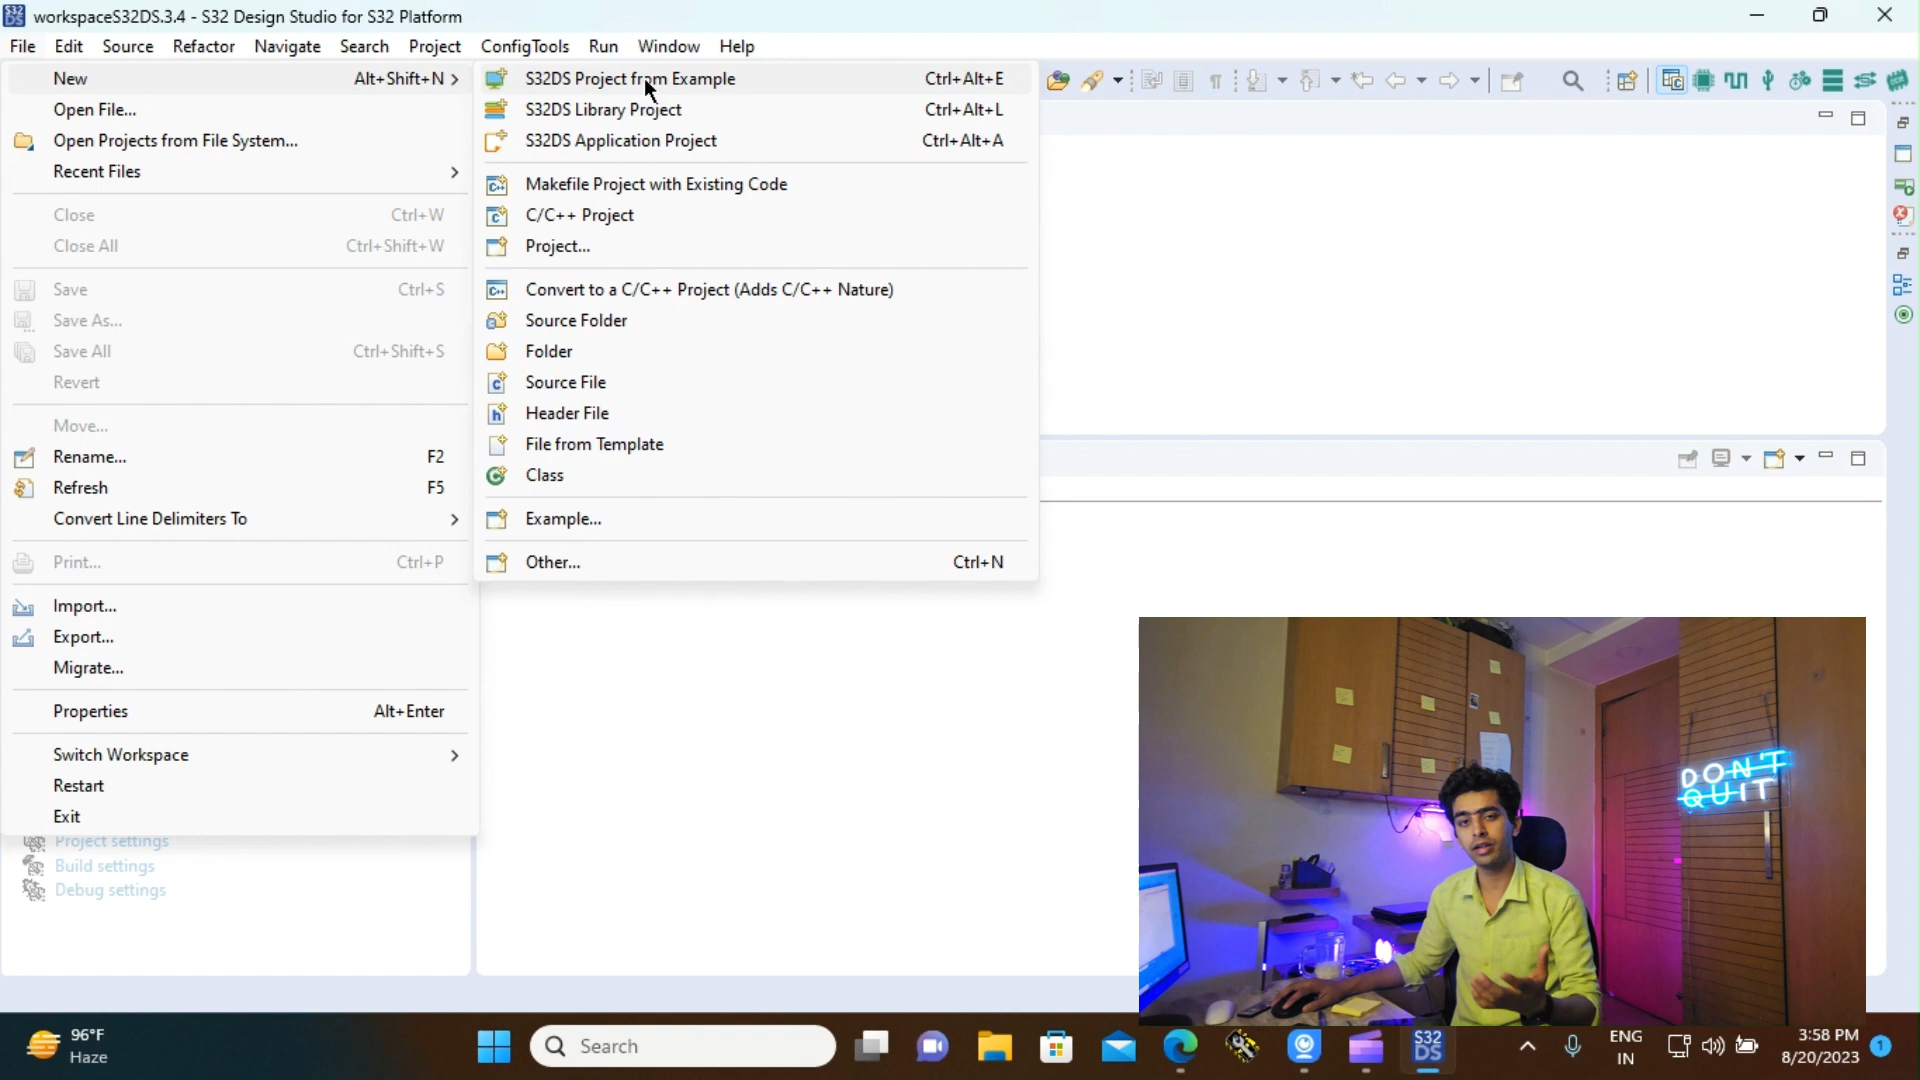 workspaceS32DS.3.4 - S32 Design Studio for S32 Platform
File Edit Source Refactor Navigate Search Project ConfigTools Run Window Help
New Alt+Shift+N
Open File...
Open Projects from File System...
Recent Files
Close Ctrl+W
Close All Ctrl+Shift+W
Save Ctrl+S
Save As...
Save All Ctrl+Shift+S
Revert
Move...
Rename... F2
Refresh F5
Convert Line Delimiters To
Print... Ctrl+P
Import...
Export...
Migrate...
Properties Alt+Enter
Switch Workspace
Restart
Exit
Project settings
Build settings
Debug settings
S32DS Project from Example Ctrl+Alt+E
S32DS Library Project Ctrl+Alt+L
S32DS Application Project Ctrl+Alt+A
Makefile Project with Existing Code
C/C++ Project
Project...
Convert to a C/C++ Project (Adds C/C++ Nature)
Source Folder
Folder
Source File
Header File
File from Template
Class
Example...
Other... Ctrl+N
DON'T
QUIT
96°F
Haze
Search
S32
DS
ENG
IN
3:58 PM
8/20/2023
1